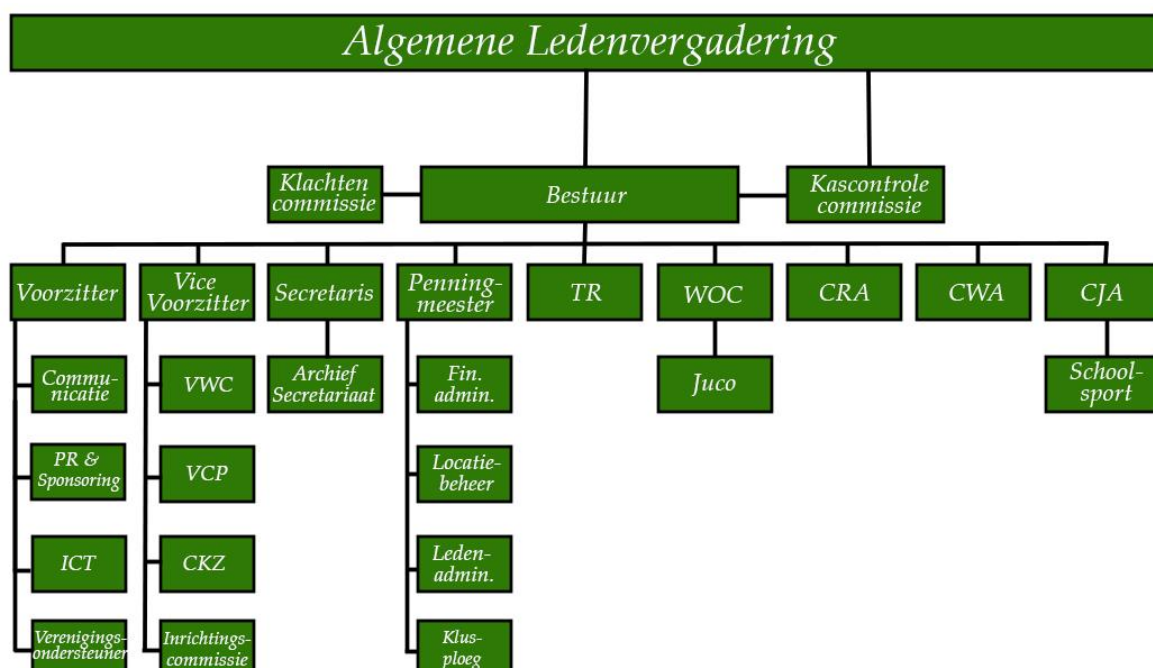 Algemene Ledenvergadering
Klachten
commissie
Bestuur
Kascontrole
commissie
Voorzitter
Vice
Voorzitter
Secretaris
Penning-
meester
TR
WOC
CRA
CWA
CJA
Commu-
nicatie
VWC
Archief
Secretariaat
Fin.
admin.
Juco
School-
sport
PR &
Sponsoring
VCP
Locatie-
beheer
ICT
CKZ
Leden-
admin.
Verenigings-
ondersteuner
Inrichtings-
commissie
Klus-
ploeg